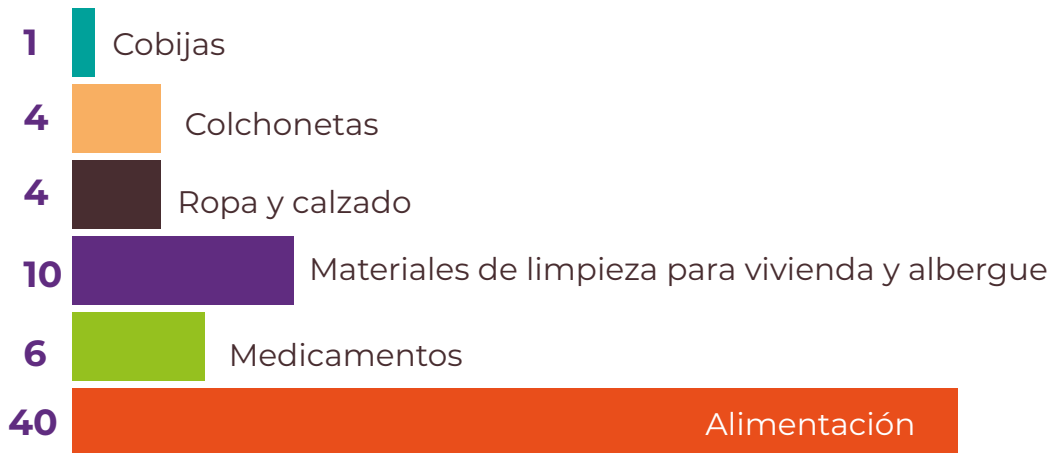 1 Cobijas
4 Colchonetas
4 Ropa y calzado
10 Materiales de limpieza para vivienda y albergue
6 Medicamentos
40 Alimentación